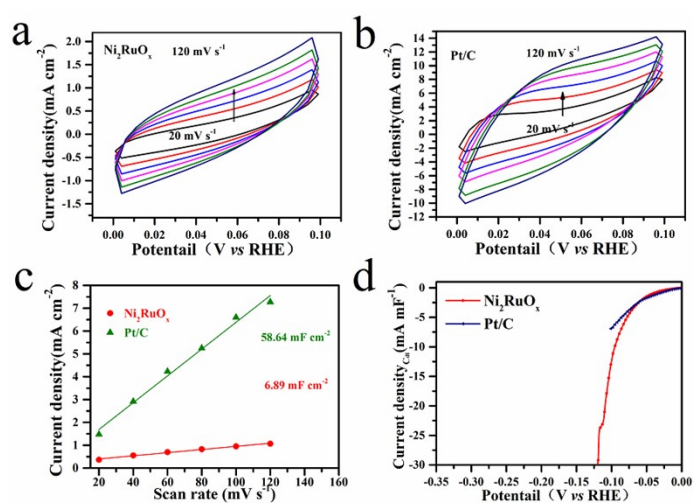 a
Ni₂RuOₓ
120 mV s⁻¹
20 mV s⁻¹
Current density(mA cm⁻²)
2.0
1.5
1.0
0.5
0.0
-0.5
-1.0
-1.5
0.00 0.02 0.04 0.06 0.08 0.10
Potentail (V vs RHE)
b
Pt/C
120 mV s⁻¹
20 mV s⁻¹
Current density(mA cm⁻²)
14
12
10
8
6
4
2
0
-2
-4
-6
-8
-10
0.00 0.02 0.04 0.06 0.08 0.10
Potentail (V vs RHE)
c
Ni₂RuOₓ
Pt/C
58.64 mF cm⁻²
6.89 mF cm⁻²
Current density(mA cm⁻²)
8
7
6
5
4
3
2
1
0
20 40 60 80 100 120 140 160
Scan rate (mV s⁻¹)
d
Ni₂RuOₓ
Pt/C
Current density (mA mF⁻¹)
0
-5
-10
-15
-20
-25
-30
-0.35 -0.30 -0.25 -0.20 -0.15 -0.10 -0.05 0.00
Potentail (V vs RHE)